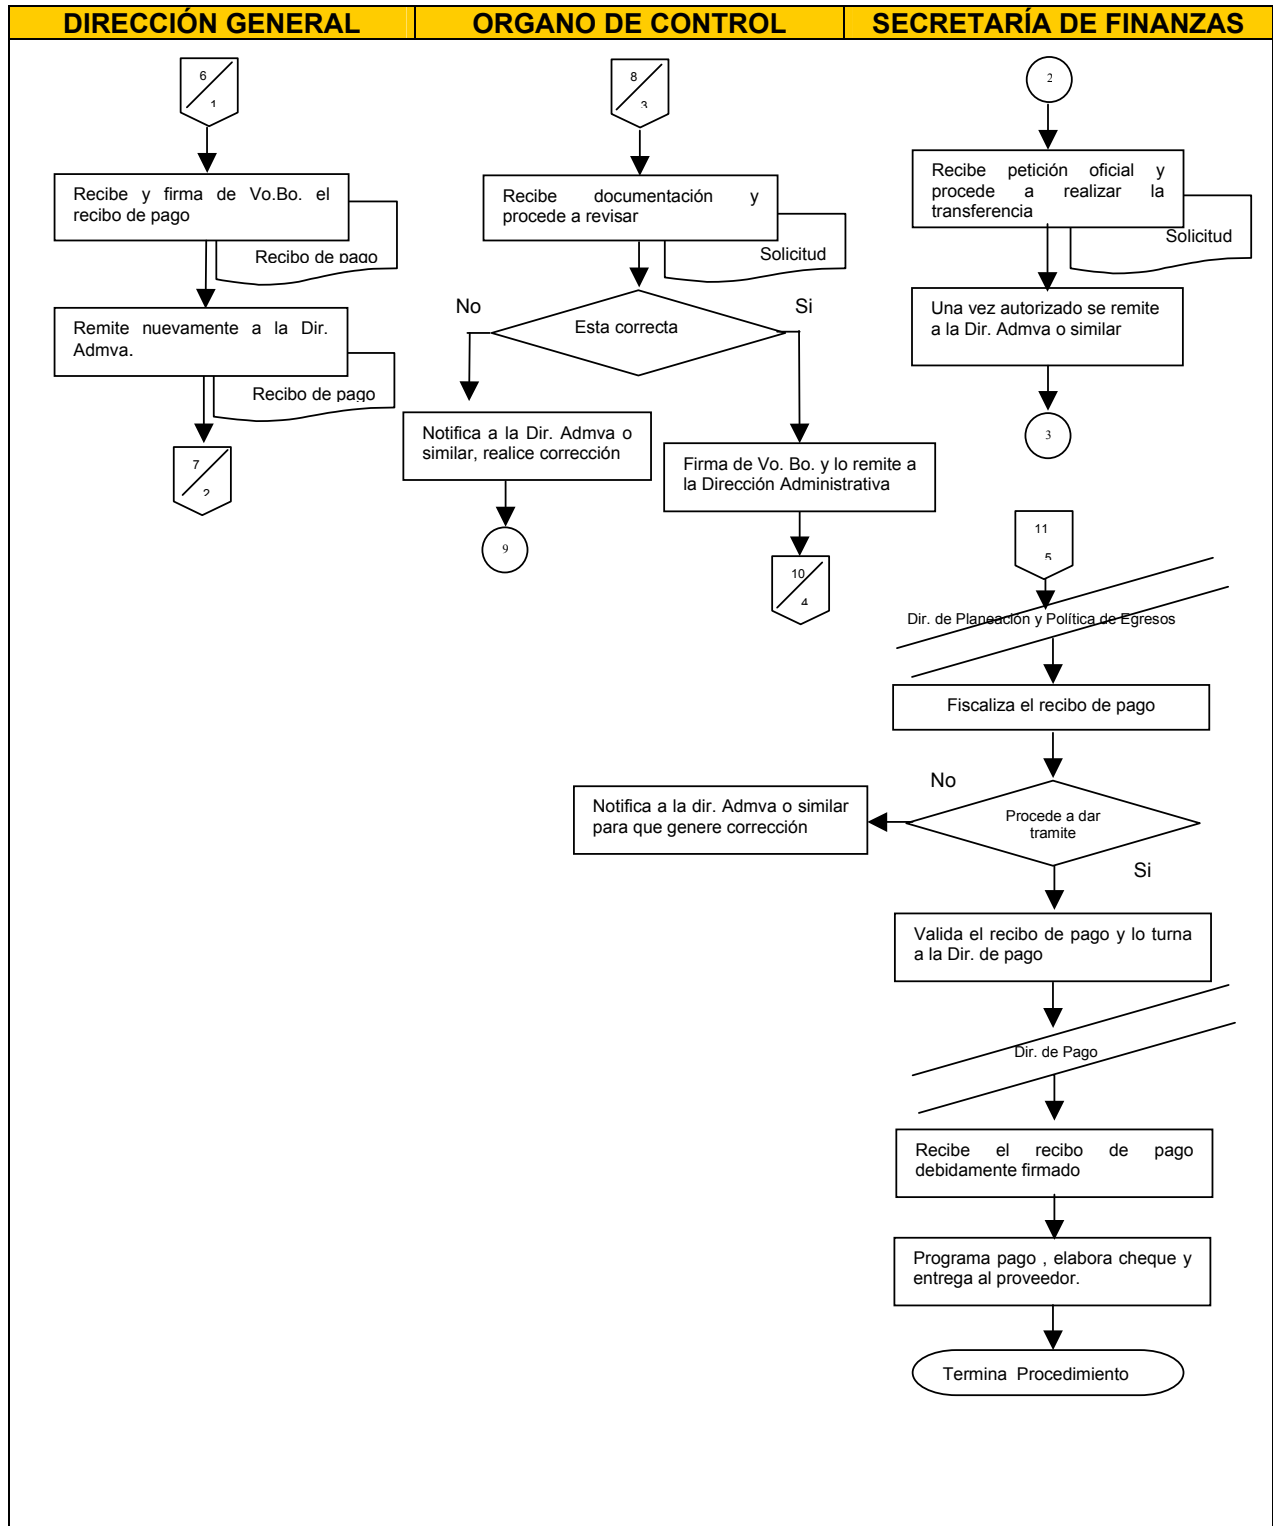 DIRECCIÓN GENERAL
ORGANO DE CONTROL
SECRETARÍA DE FINANZAS
6
1
Recibe y firma de Vo.Bo. el
recibo de pago
Recibo de pago
Remite nuevamente a la Dir.
Admva.
Recibo de pago
7
2
8
3
Recibe documentación y
procede a revisar
Solicitud
No
Si
Esta correcta
Notifica a la Dir. Admva o
similar, realice corrección
9
Firma de Vo. Bo. y lo remite a
la Dirección Administrativa
10
4
2
Recibe petición oficial y
procede a realizar la
transferencia
Solicitud
Una vez autorizado se remite
a la Dir. Admva o similar
3
11
5
Dir. de Planeación y Política de Egresos
Fiscaliza el recibo de pago
No
Procede a dar
tramite
Notifica a la dir. Admva o similar
para que genere corrección
Si
Valida el recibo de pago y lo turna
a la Dir. de pago
Dir. de Pago
Recibe el recibo de pago
debidamente firmado
Programa pago , elabora cheque y
entrega al proveedor.
Termina Procedimiento